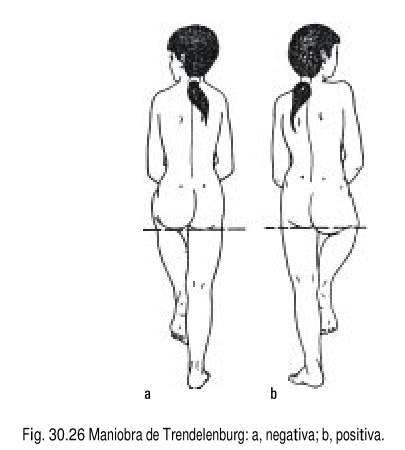 a b
Fig. 30.26 Maniobra de Trendelenburg: a, negativa; b, positiva.